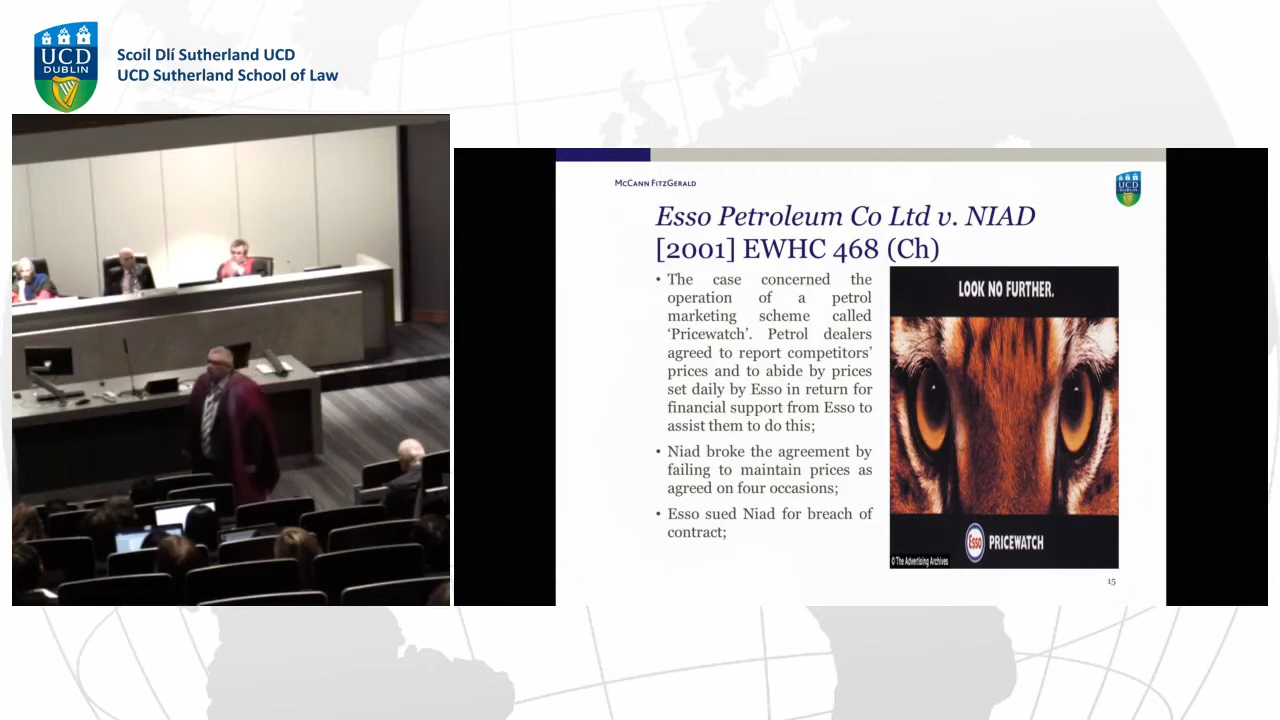 UCD
DUBLIN
Scoil Dlí Sutherland UCD
UCD Sutherland School of Law
McCann FitzGerald
UCD
DUBLIN
Esso Petroleum Co Ltd v. NIAD
[2001] EWHC 468 (Ch)
• The case concerned the
operation of a petrol
marketing scheme called
‘Pricewatch’. Petrol dealers
agreed to report competitors’
prices and to abide by prices
set daily by Esso in return for
financial support from Esso to
assist them to do this;
• Niad broke the agreement by
failing to maintain prices as
agreed on four occasions;
• Esso sued Niad for breach of
contract;
LOOK NO FURTHER.
Esso PRICEWATCH
© The Advertising Archives
15